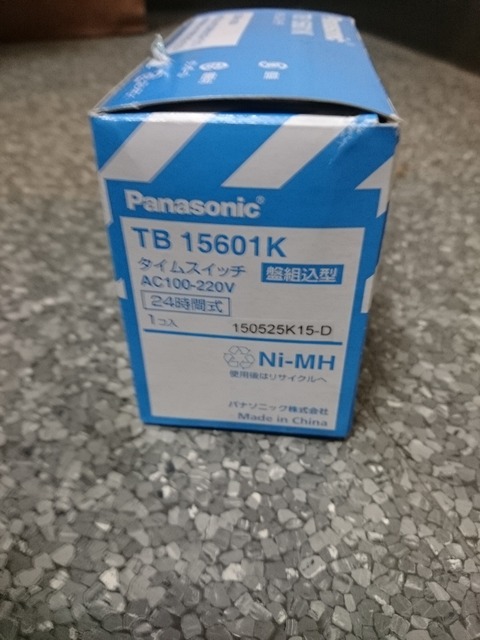 Panasonic
Panasonic
TB 15601K
タイムスイッチ 盤組込型
AC100-220V
24時間式
1コ入 150525K15-D
Ni-MH
使用後はリサイクルへ
パナソニック株式会社
Made in China